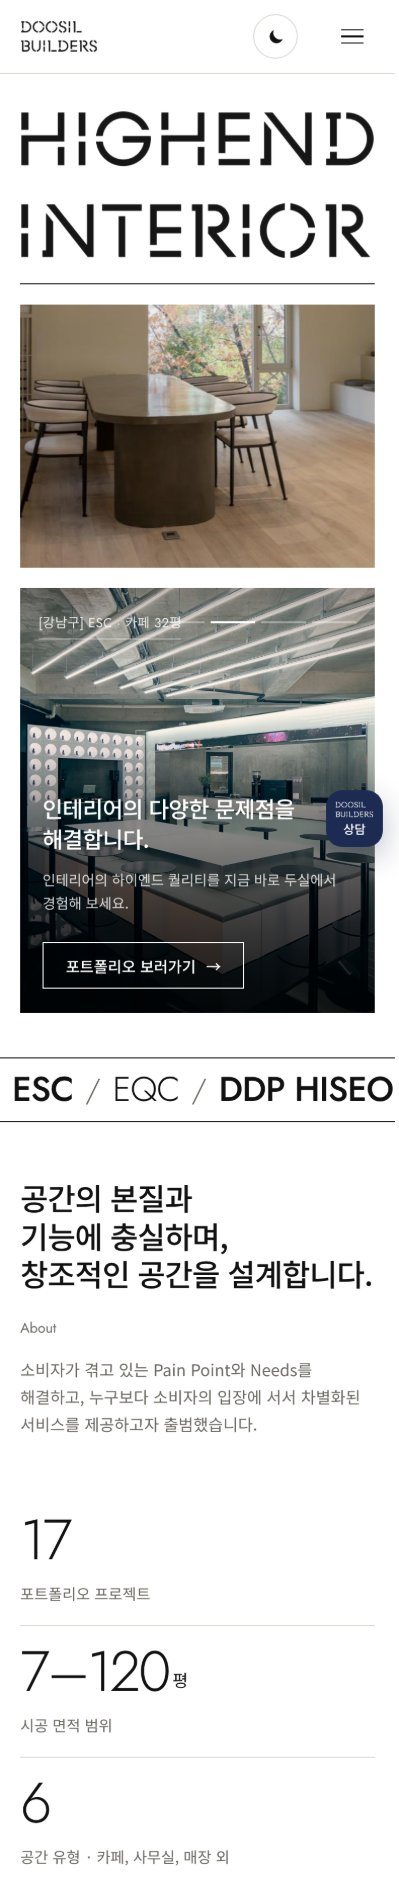 DOOSIL
BUILDERS
HIGHEND
INTERIOR
[강남구] ESC · 카페 32평
인테리어의 다양한 문제점을
해결합니다.
인테리어의 하이엔드 퀄리티를 지금 바로 두실에서
경험해 보세요.
포트폴리오 보러가기 →
DOOSIL
BUILDERS
상담
ESC / EQC / DDP HISEO
공간의 본질과
기능에 충실하며,
창조적인 공간을 설계합니다.
About
소비자가 겪고 있는 Pain Point와 Needs를
해결하고, 누구보다 소비자의 입장에 서서 차별화된
서비스를 제공하고자 출범했습니다.
17
포트폴리오 프로젝트
7—120평
시공 면적 범위
6
공간 유형 · 카페, 사무실, 매장 외